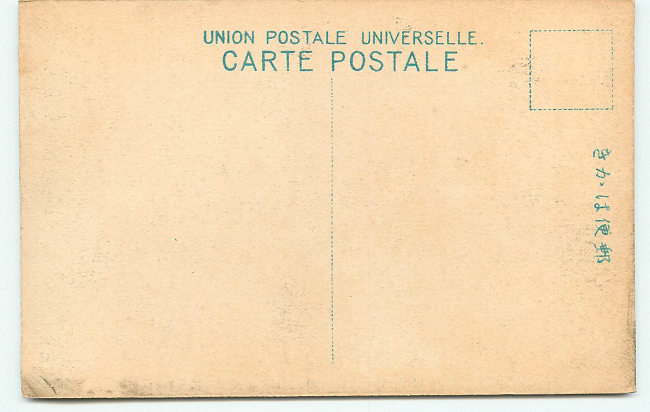 UNION POSTALE UNIVERSELLE.
CARTE POSTALE
郵便はかき